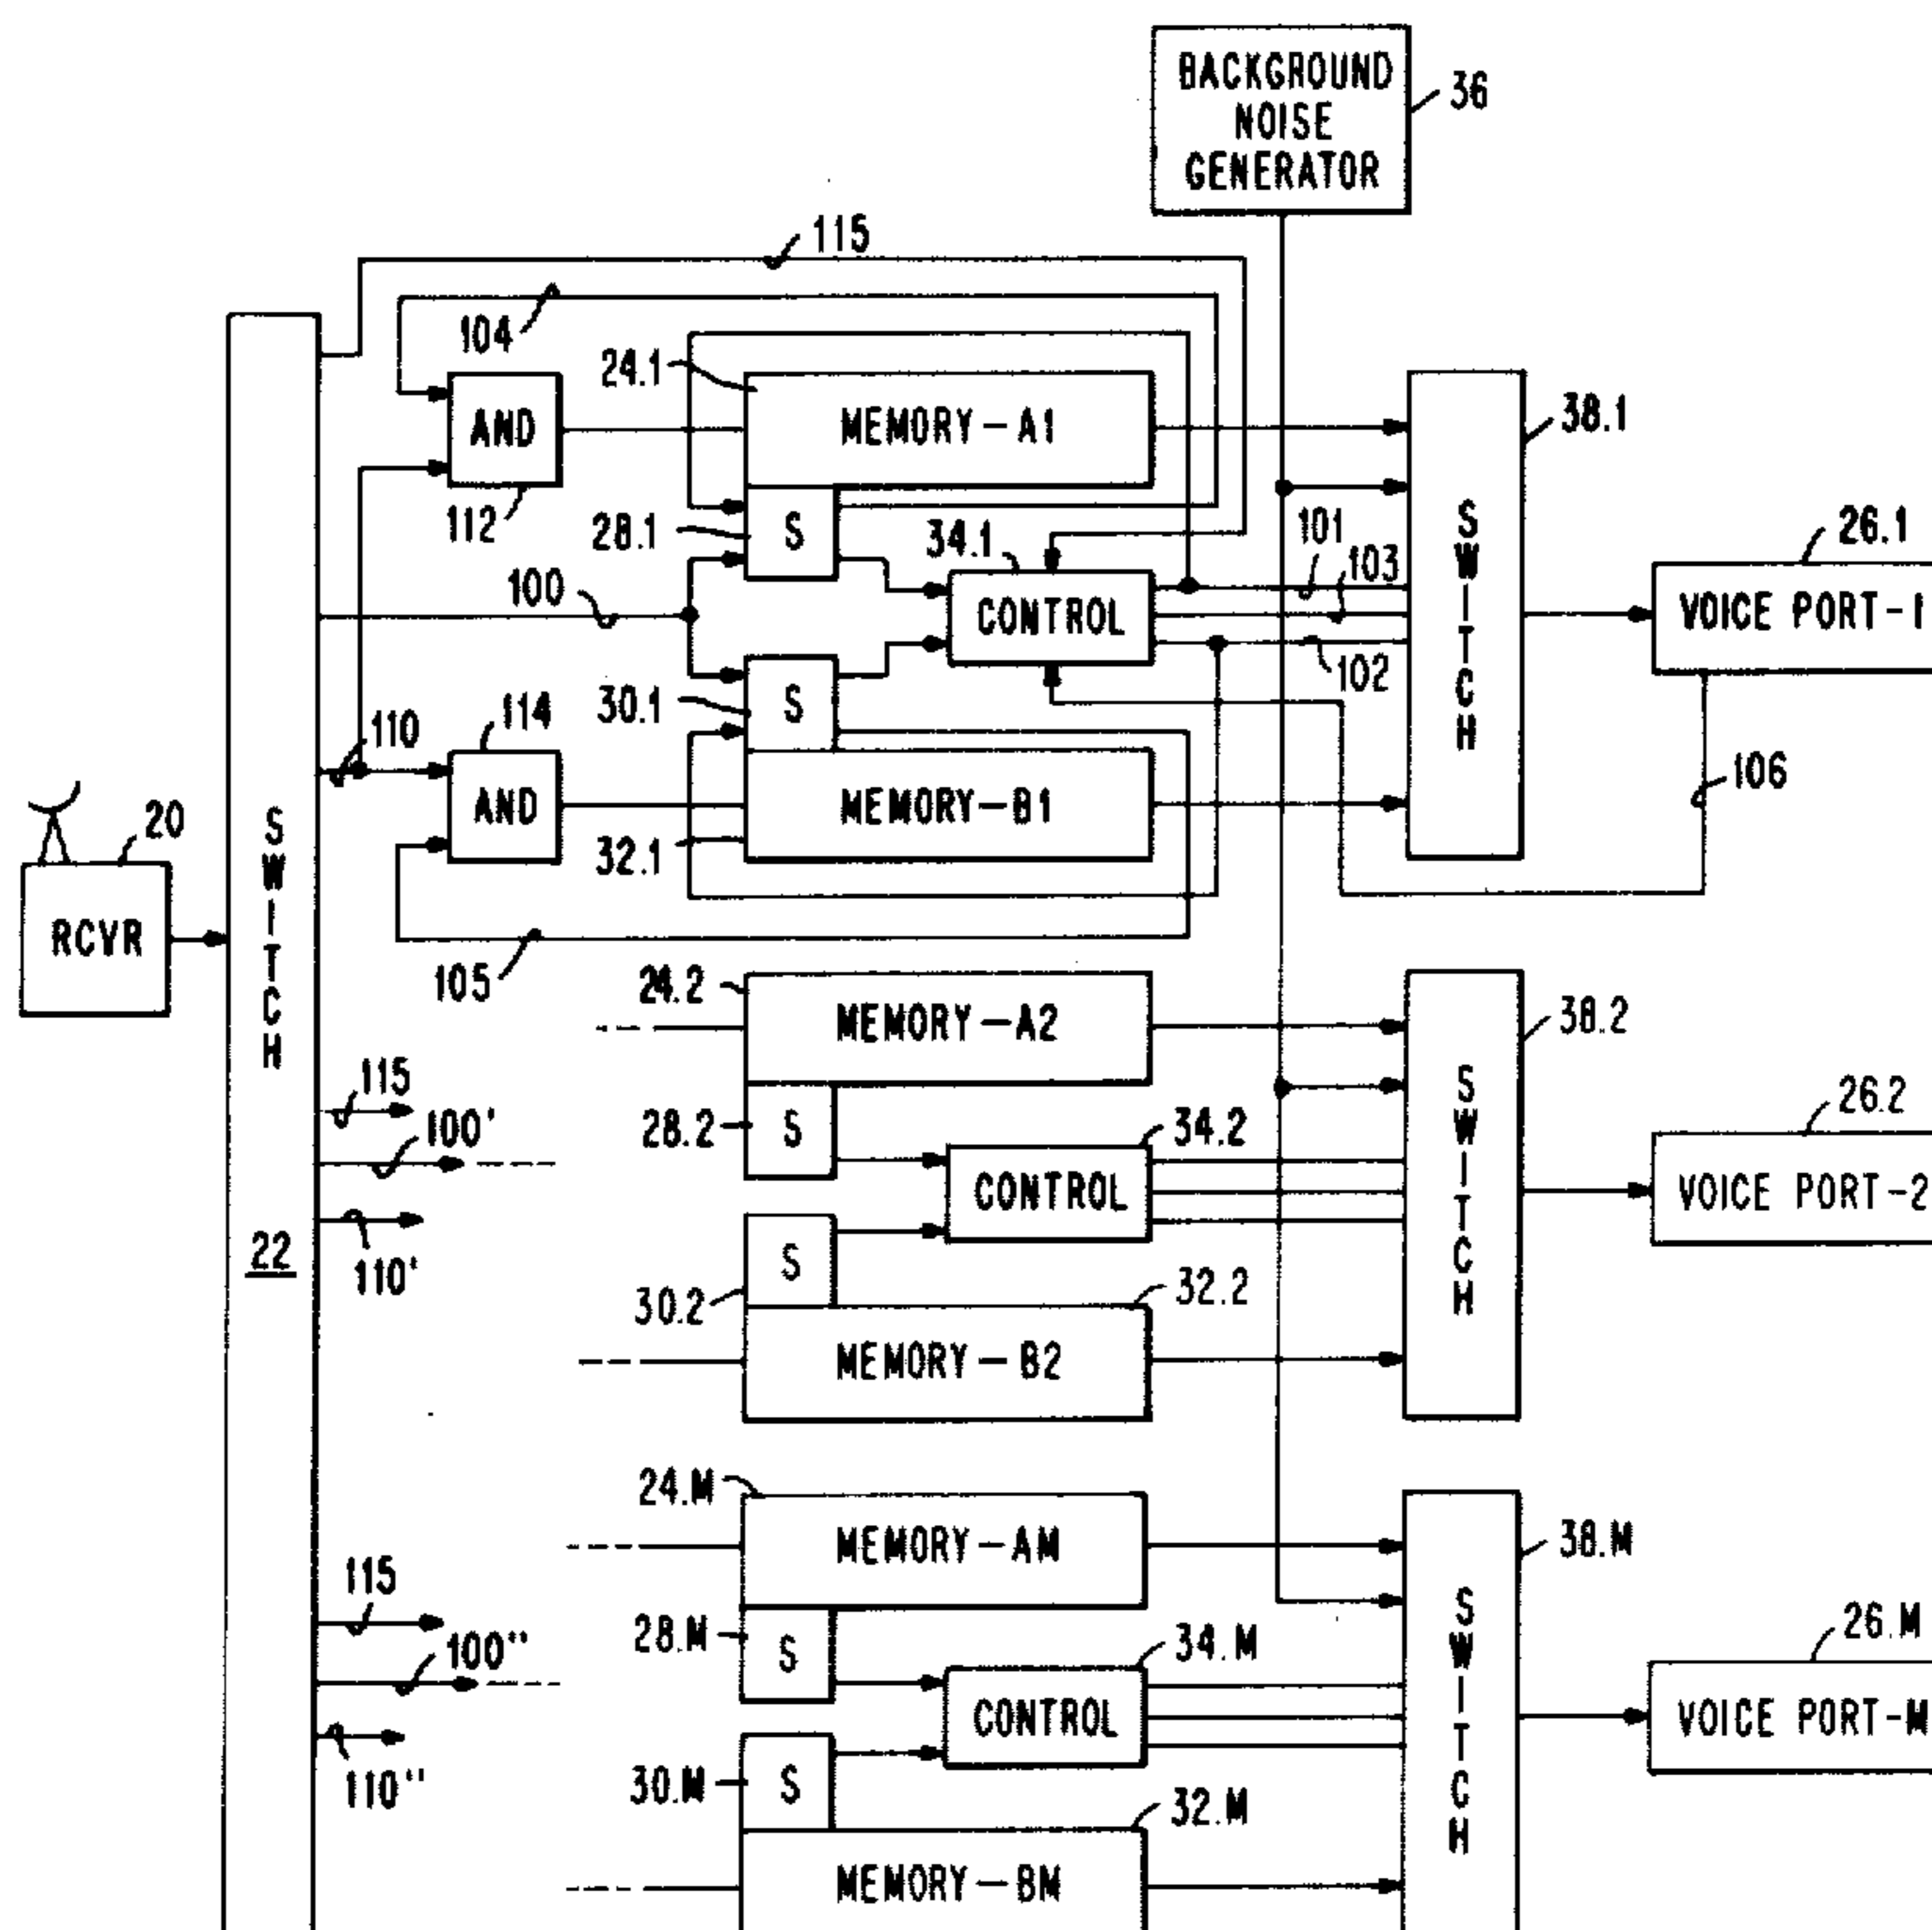 BACKGROUND
NOISE
GENERATOR
36
115
104
24.1
AND
MEMORY-A1
38.1
112
28.1
S
34.1
101
103
26.1
100
CONTROL
SWITCH
VOICE PORT-1
102
30.1
S
110
114
106
AND
MEMORY-B1
32.1
20
RCVR
SWITCH
22
105
24.2
MEMORY-A2
38.2
115
100'
28.2
S
34.2
26.2
CONTROL
SWITCH
VOICE PORT-2
110'
30.2
S
32.2
MEMORY-B2
24.M
MEMORY-AM
38.M
115
100"
28.M
S
34.M
26.M
CONTROL
SWITCH
VOICE PORT-M
110"
30.M
S
32.M
MEMORY-BM